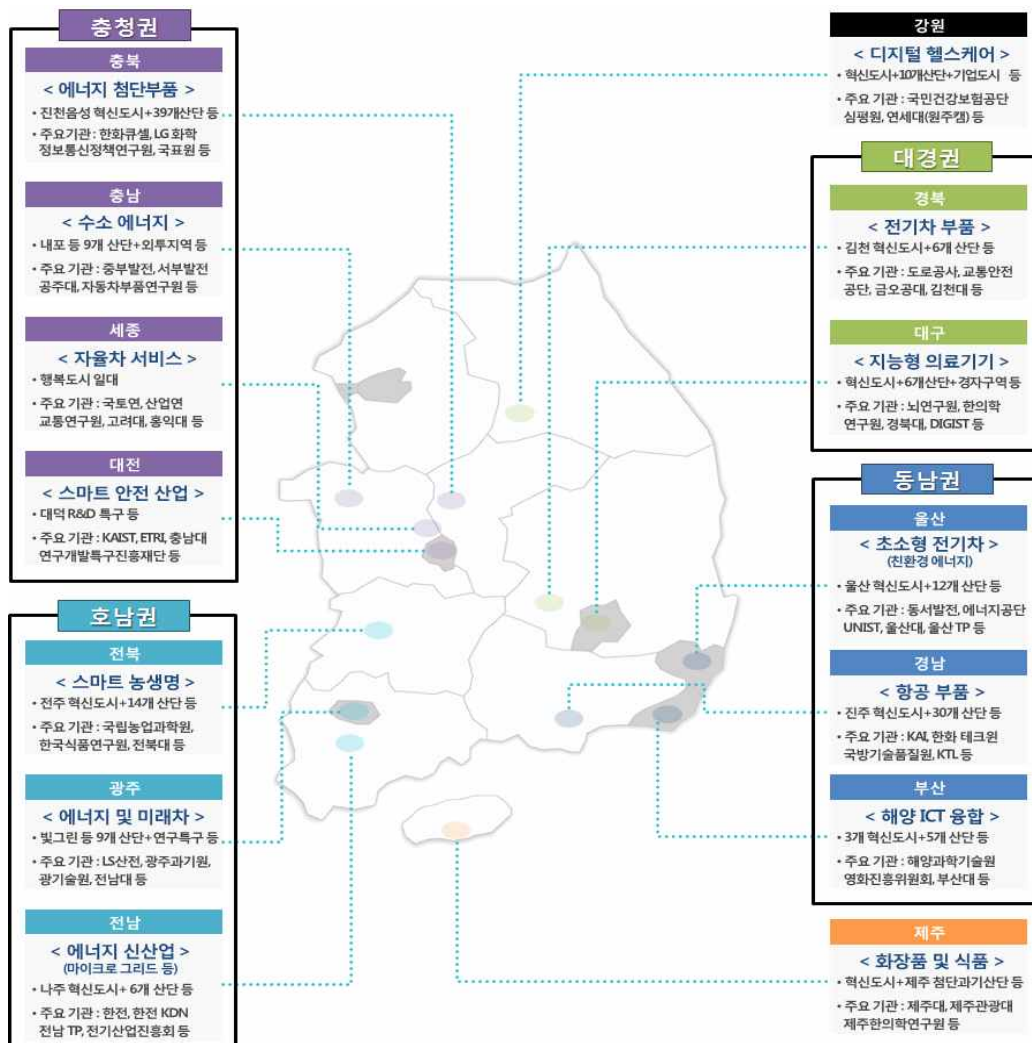 충청권
충북
< 에너지 첨단부품 >
• 진천음성 혁신도시+39개산단 등
• 주요기관 : 한화큐셀, LG 화학
정보통신정책연구원, 국표원 등
충남
< 수소 에너지 >
• 내포 등 9개 산단+외투지역 등
• 주요 기관 : 중부발전, 서부발전
공주대, 자동차부품연구원 등
세종
< 자율차 서비스 >
• 행복도시 일대
• 주요 기관 : 국토연, 산업연
교통연구원, 고려대, 홍익대 등
대전
< 스마트 안전 산업 >
• 대덕 R&D 특구 등
• 주요 기관 : KAIST, ETRI, 충남대
연구개발특구진흥재단 등
호남권
전북
< 스마트 농생명 >
• 전주 혁신도시+14개 산단 등
• 주요 기관 : 국립농업과학원,
한국식품연구원, 전북대 등
광주
< 에너지 및 미래차 >
• 빛그린 등 9개 산단+연구특구 등
• 주요 기관 : LS산전, 광주과기원,
광기술원, 전남대 등
전남
< 에너지 신산업 >
(마이크로 그리드 등)
• 나주 혁신도시+ 6개 산단 등
• 주요 기관 : 한전, 한전 KDN
전남 TP, 전기산업진흥회 등
강원
< 디지털 헬스케어 >
• 혁신도시+10개산단+기업도시 등
• 주요 기관 : 국민건강보험공단
심평원, 연세대(원주캠) 등
대경권
경북
< 전기차 부품 >
• 김천 혁신도시+6개 산단 등
• 주요 기관 : 도로공사, 교통안전
공단, 금오공대, 김천대 등
대구
< 지능형 의료기기 >
• 혁신도시+6개산단+경자구역 등
• 주요 기관 : 뇌연구원, 한의학
연구원, 경북대, DIGIST 등
동남권
울산
< 초소형 전기차 >
(친환경 에너지)
• 울산 혁신도시+12개 산단 등
• 주요 기관 : 동서발전, 에너지공단
UNIST, 울산대, 울산 TP 등
경남
< 항공 부품 >
• 진주 혁신도시+30개 산단 등
• 주요 기관 : KAI, 한화 테크윈
국방기술품질원, KTL 등
부산
< 해양 ICT 융합 >
• 3개 혁신도시+5개 산단 등
• 주요 기관 : 해양과학기술원
영화진흥위원회, 부산대 등
제주
< 화장품 및 식품 >
• 혁신도시+제주 첨단과기산단 등
• 주요 기관 : 제주대, 제주관광대
제주한의학연구원 등